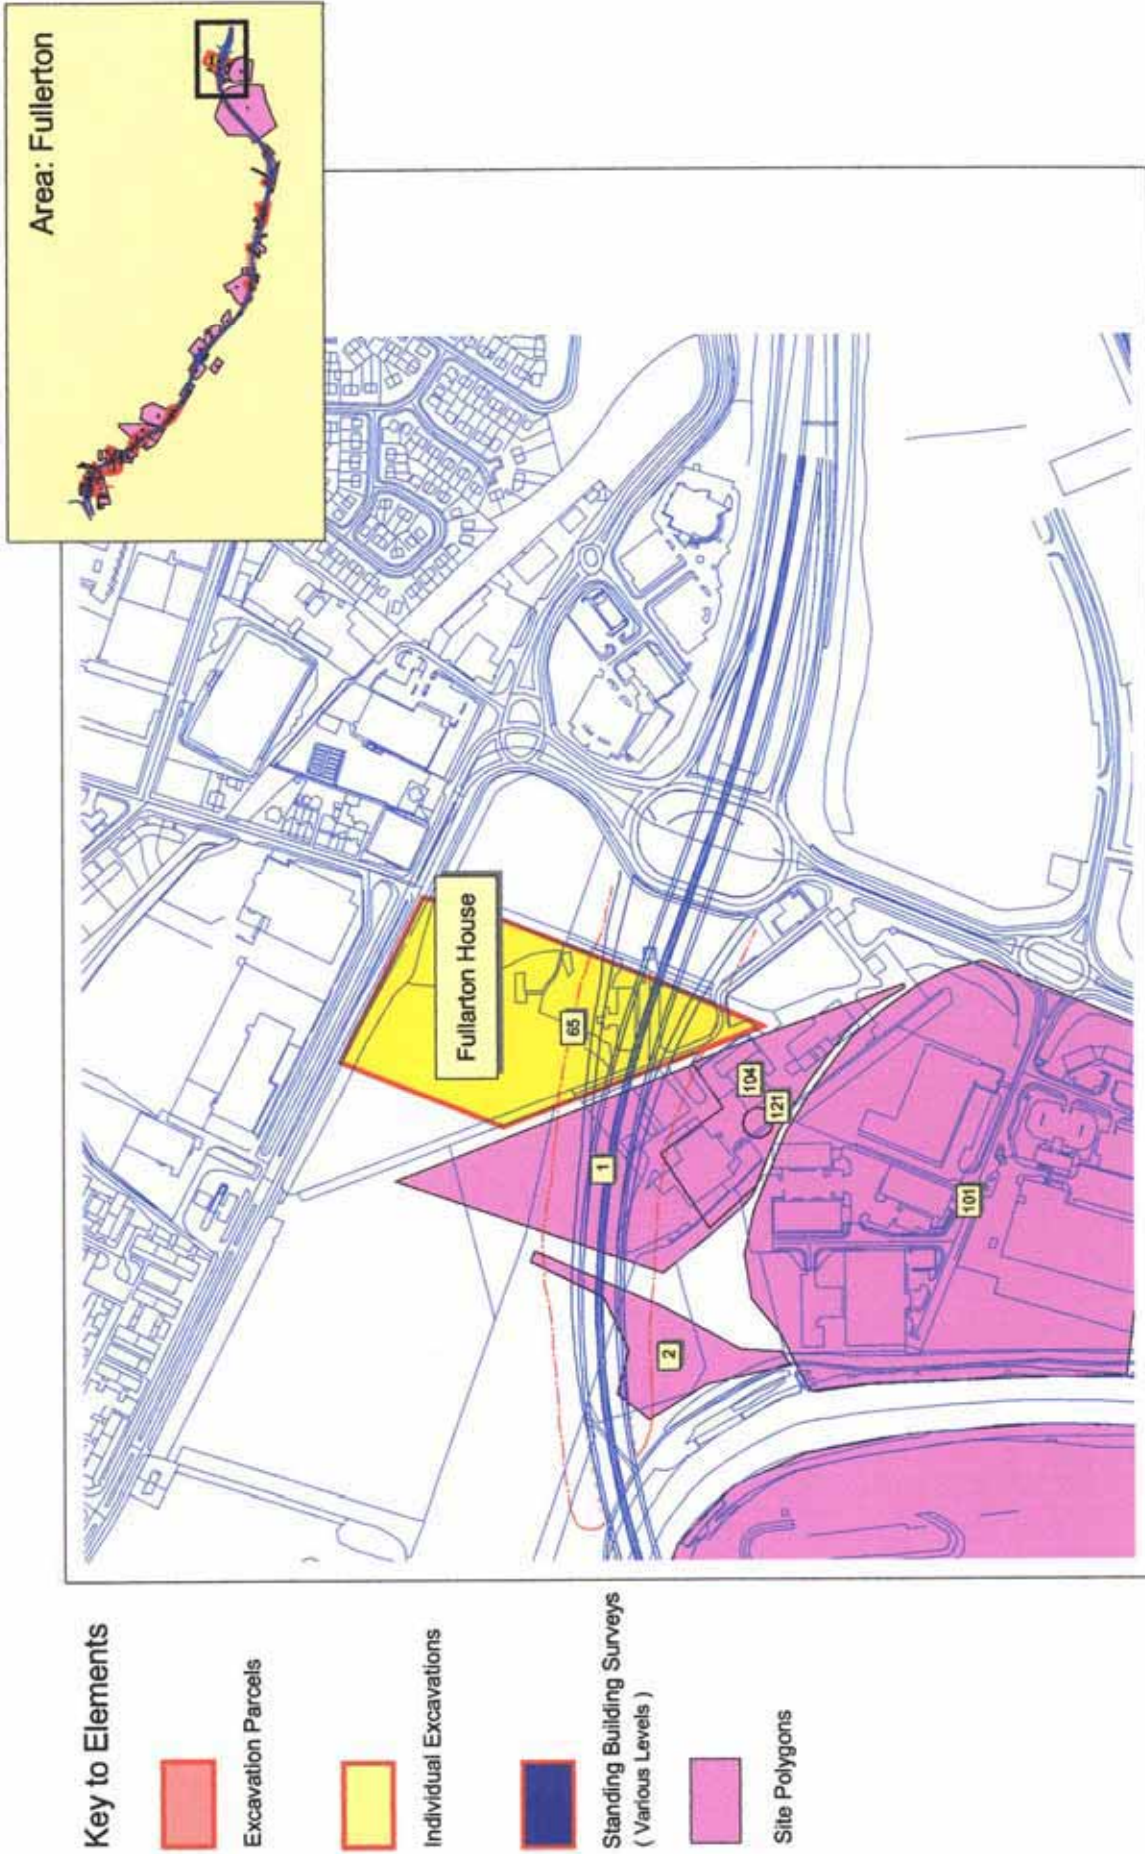 Area: Fullerton
Fullarton House
65
1
104
121
2
101
Key to Elements
Excavation Parcels
Individual Excavations
Standing Building Surveys
( Various Levels )
Site Polygons